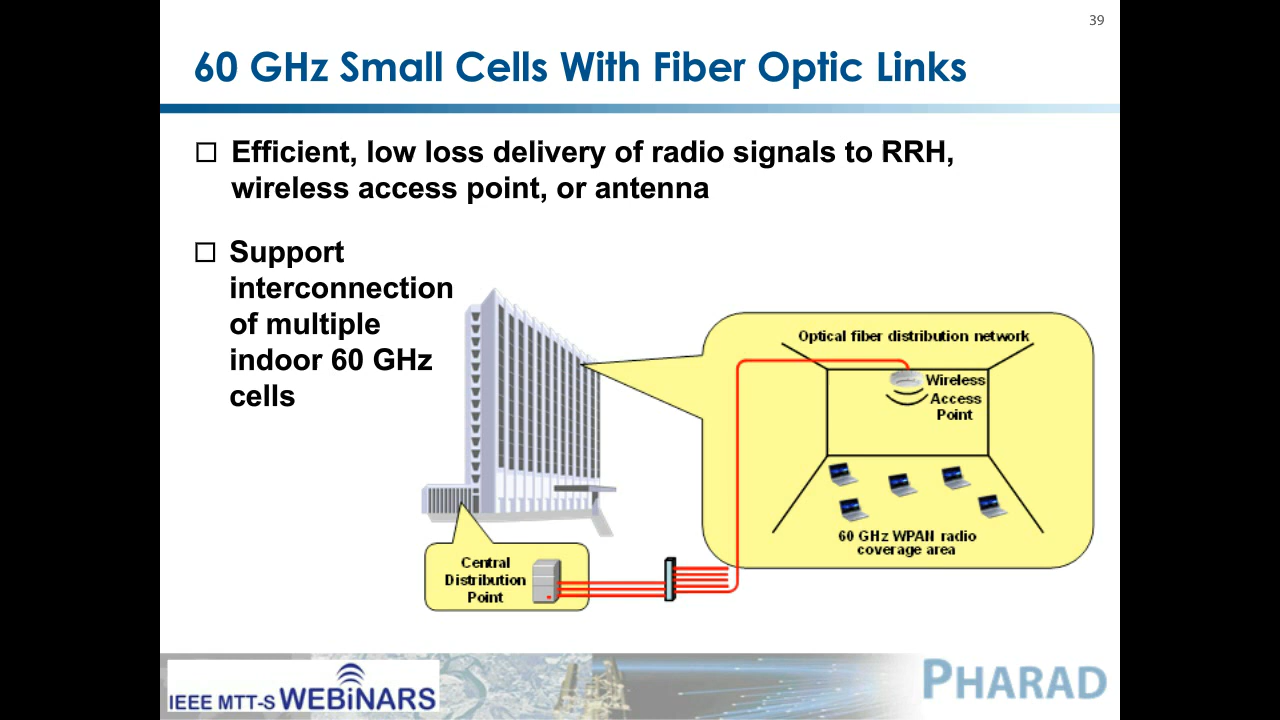 39
60 GHz Small Cells With Fiber Optic Links
Efficient, low loss delivery of radio signals to RRH,
wireless access point, or antenna
Support
interconnection
of multiple
indoor 60 GHz
cells
Optical fiber distribution network
Wireless
Access
Point
60 GHz WPAN radio
coverage area
Central
Distribution
Point
IEEE MTT-S WEBiNARS
PHARAD